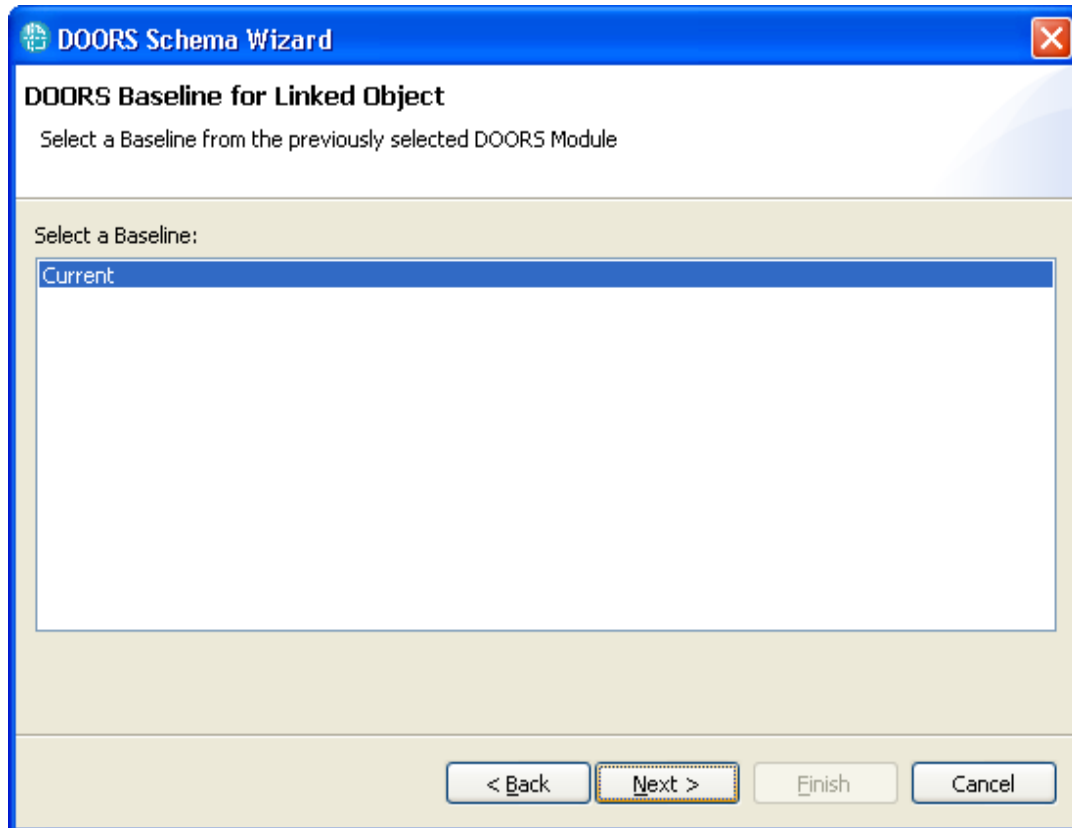 DOORS Schema Wizard
DOORS Baseline for Linked Object
Select a Baseline from the previously selected DOORS Module
Select a Baseline:
Current
< Back Next > Finish Cancel